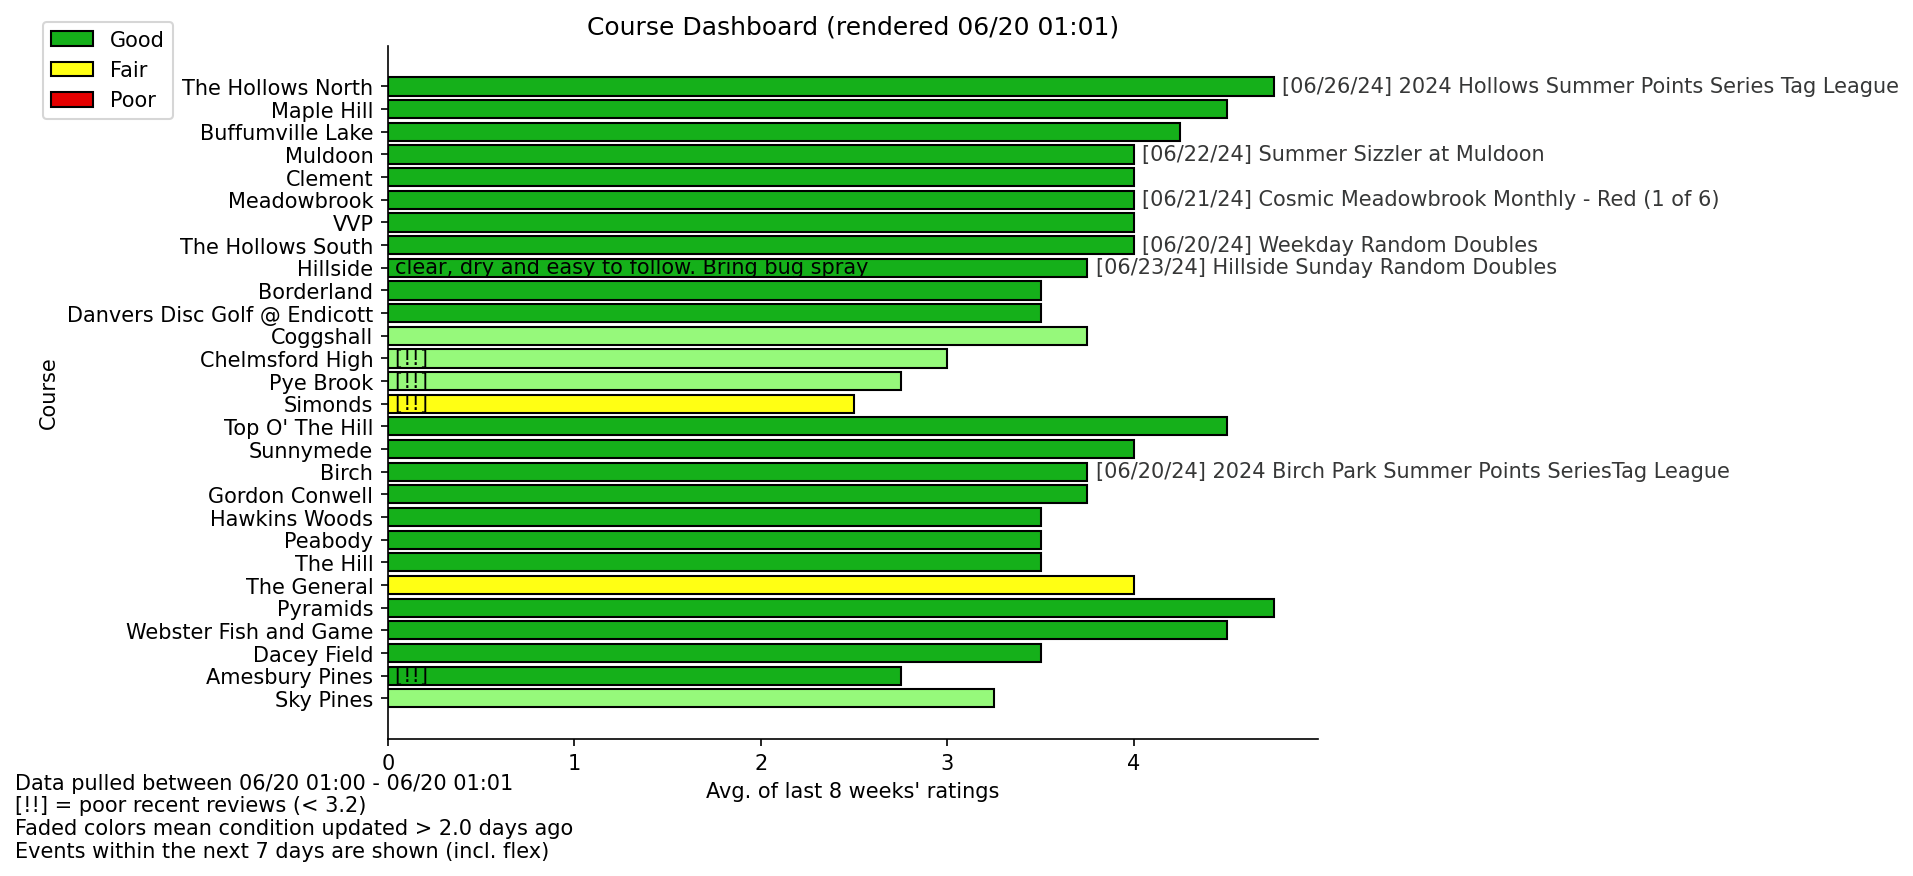 Course Dashboard (rendered 06/20 01:01)
Good
Fair
Poor
The Hollows North [06/26/24] 2024 Hollows Summer Points Series Tag League
Maple Hill
Buffumville Lake
Muldoon [06/22/24] Summer Sizzler at Muldoon
Clement
Meadowbrook [06/21/24] Cosmic Meadowbrook Monthly - Red (1 of 6)
VVP
The Hollows South [06/20/24] Weekday Random Doubles
Hillside clear, dry and easy to follow. Bring bug spray [06/23/24] Hillside Sunday Random Doubles
Borderland
Danvers Disc Golf @ Endicott
Coggshall
Chelmsford High [!!]
Pye Brook [!!]
Simonds [!!]
Top O' The Hill
Sunnymede
Birch [06/20/24] 2024 Birch Park Summer Points SeriesTag League
Gordon Conwell
Hawkins Woods
Peabody
The Hill
The General
Pyramids
Webster Fish and Game
Dacey Field
Amesbury Pines [!!]
Sky Pines
Course
0 1 2 3 4
Avg. of last 8 weeks' ratings
Data pulled between 06/20 01:00 - 06/20 01:01
[!!] = poor recent reviews (< 3.2)
Faded colors mean condition updated > 2.0 days ago
Events within the next 7 days are shown (incl. flex)